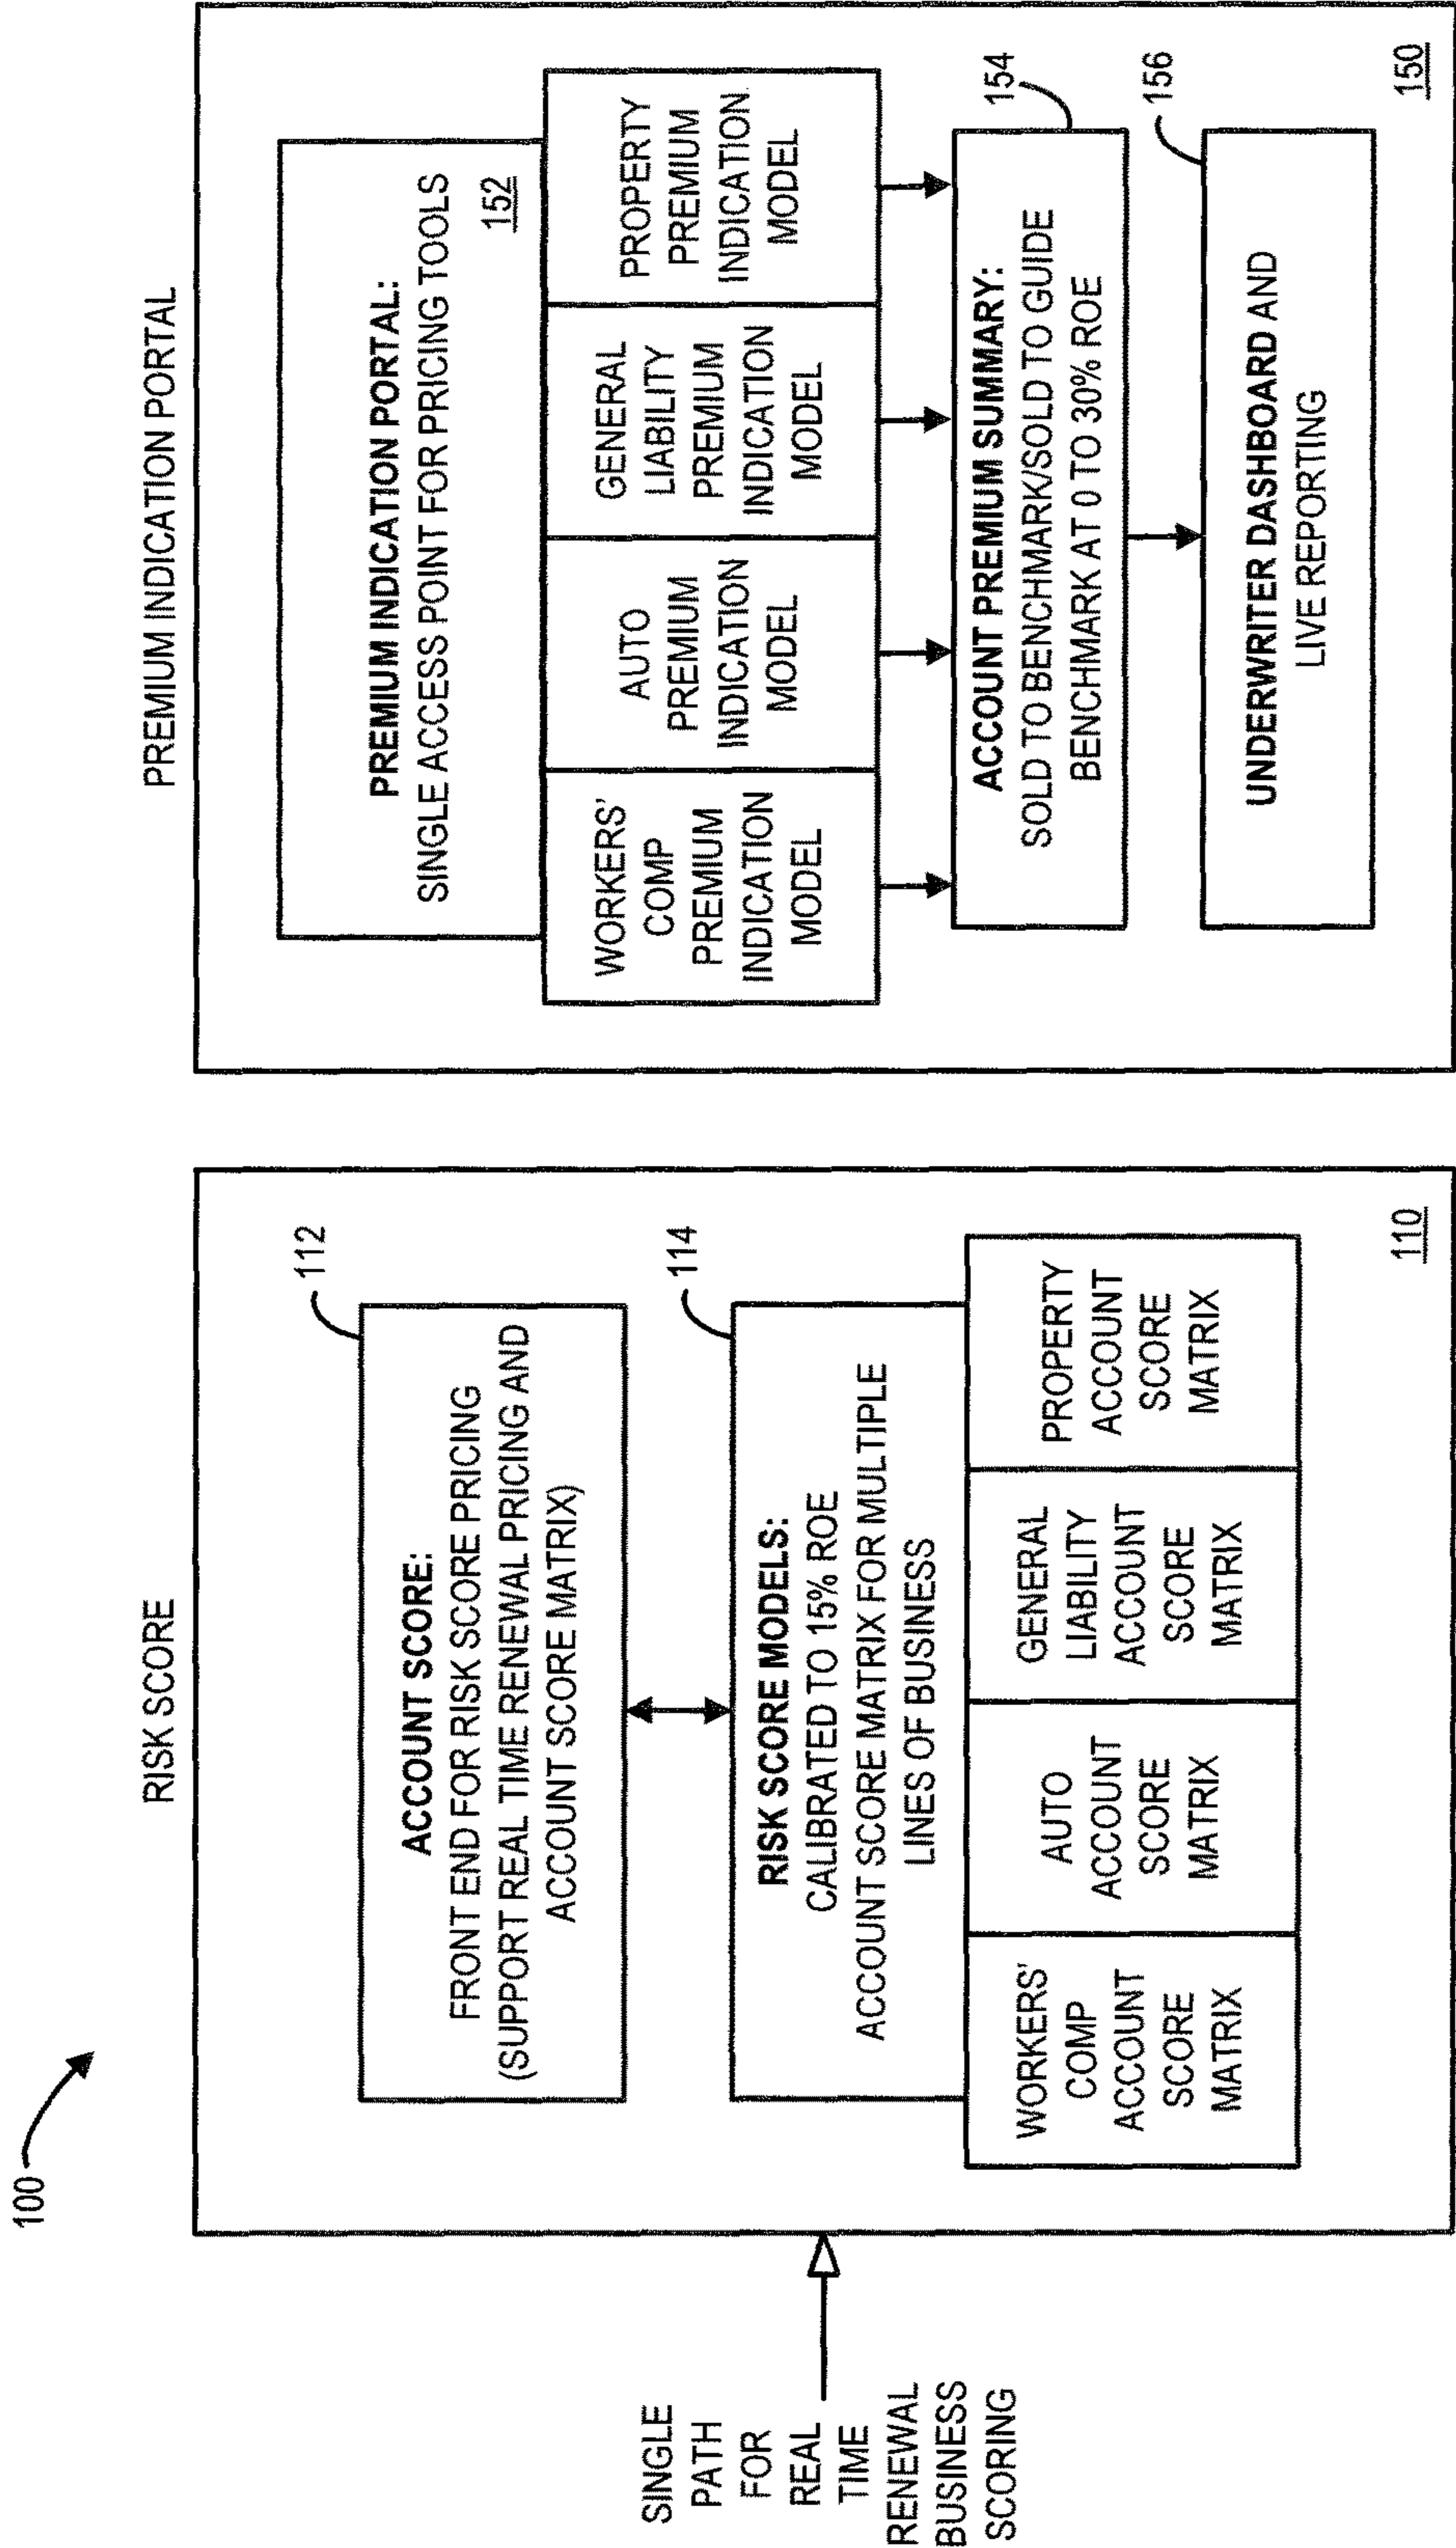 100
RISK SCORE
SINGLE
PATH
FOR
REAL
TIME
RENEWAL
BUSINESS
SCORING
112
ACCOUNT SCORE:
FRONT END FOR RISK SCORE PRICING
(SUPPORT REAL TIME RENEWAL PRICING AND
ACCOUNT SCORE MATRIX)
114
RISK SCORE MODELS:
CALIBRATED TO 15% ROE
ACCOUNT SCORE MATRIX FOR MULTIPLE
LINES OF BUSINESS
WORKERS'
COMP
ACCOUNT
SCORE
MATRIX
AUTO
ACCOUNT
SCORE
MATRIX
GENERAL
LIABILITY
ACCOUNT
SCORE
MATRIX
PROPERTY
ACCOUNT
SCORE
MATRIX
110
PREMIUM INDICATION PORTAL
PREMIUM INDICATION PORTAL:
SINGLE ACCESS POINT FOR PRICING TOOLS
152
WORKERS'
COMP
PREMIUM
INDICATION
MODEL
AUTO
PREMIUM
INDICATION
MODEL
GENERAL
LIABILITY
PREMIUM
INDICATION
MODEL
PROPERTY
PREMIUM
INDICATION
MODEL
154
ACCOUNT PREMIUM SUMMARY:
SOLD TO BENCHMARK/SOLD TO GUIDE
BENCHMARK AT 0 TO 30% ROE
156
UNDERWRITER DASHBOARD AND
LIVE REPORTING
150